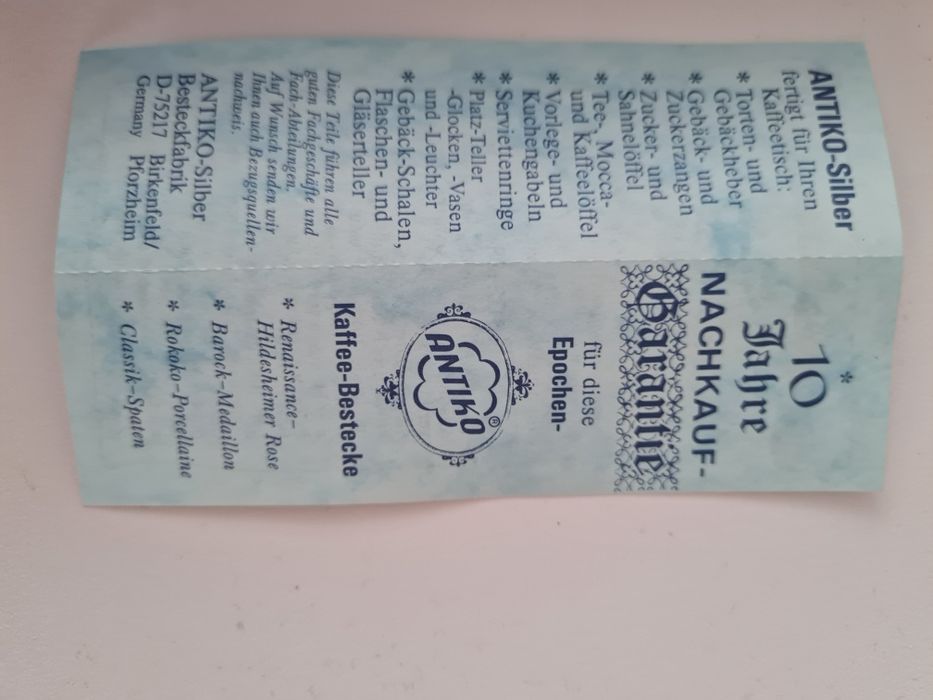 ANTIKO-Silber
fertigt für Ihren
Kaffeetisch:
* Torten- und
Gebäckheber
* Gebäck- und
Zuckerzangen
* Zucker- und
Sahnelöffel
* Tee-, Mocca-
und Kaffeelöffel
* Vorlege- und
Kuchengabeln
* Serviettenringe
* Platz-Teller
-Glocken, -Vasen
und -Leuchter
* Gebäck-Schalen,
Flaschen- und
Gläserteller
Diese Teile führen alle
guten Fachgeschäfte und
Fach-Abteilungen.
Auf Wunsch senden wir
Ihnen auch Bezugsquellen-
nachweis.
ANTIKO-Silber
Besteckfabrik
D-75217 Birkenfeld/
Germany Pforzheim
*
10
Jahre
NACHKAUF-
Garantie
für diese
Epochen-
ANTIKO®
Kaffee-Bestecke
* Renaissance-
Hildesheimer Rose
* Barock-Medaillon
* Rokoko-Porcellaine
* Classik-Spaten